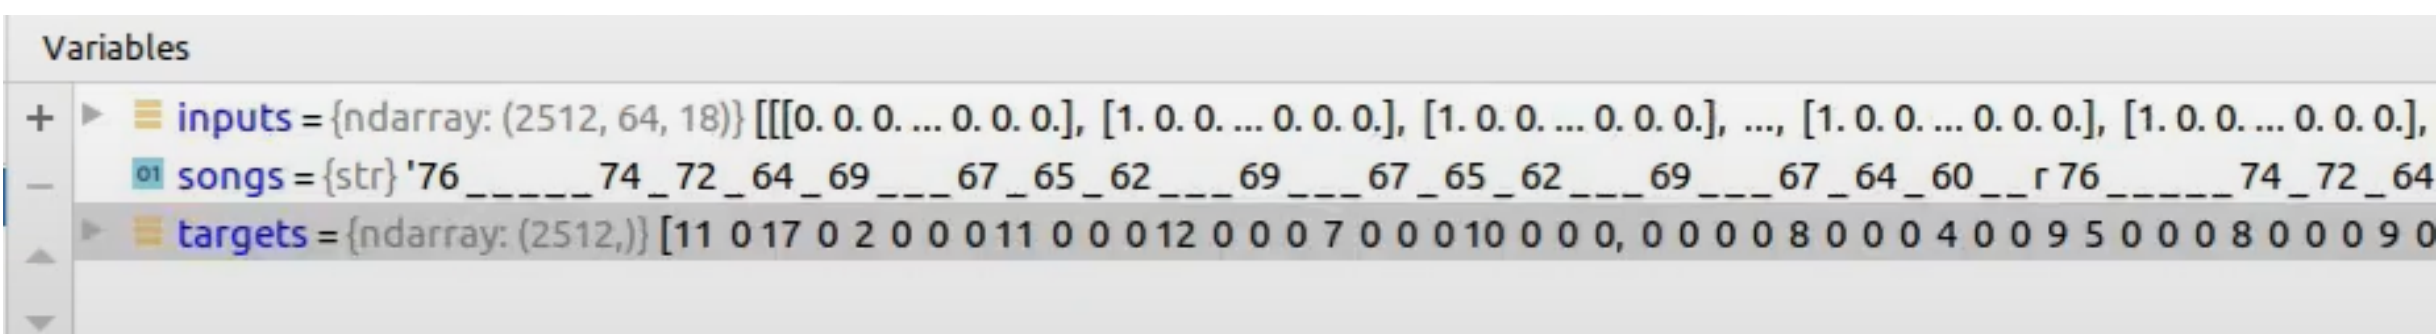 Variables
+ inputs = {ndarray: (2512, 64, 18)} [[[0. 0. 0. ... 0. 0. 0.], [1. 0. 0. ... 0. 0. 0.], [1. 0. 0. ... 0. 0. 0.], ..., [1. 0. 0. ... 0. 0. 0.], [1. 0. 0. ... 0. 0. 0.],
01 songs = {str} '76 _ _ _ _ _ 74 _ 72 _ 64 _ 69 _ _ _ 67 _ 65 _ 62 _ _ _ 69 _ _ _ 67 _ 65 _ 62 _ _ _ 69 _ _ _ 67 _ 64 _ 60 _ _ r 76 _ _ _ _ _ 74 _ 72 _ 64
targets = {ndarray: (2512,)} [11 0 17 0 2 0 0 0 11 0 0 0 12 0 0 0 7 0 0 0 10 0 0 0, 0 0 0 0 8 0 0 0 4 0 0 9 5 0 0 0 8 0 0 0 9 0